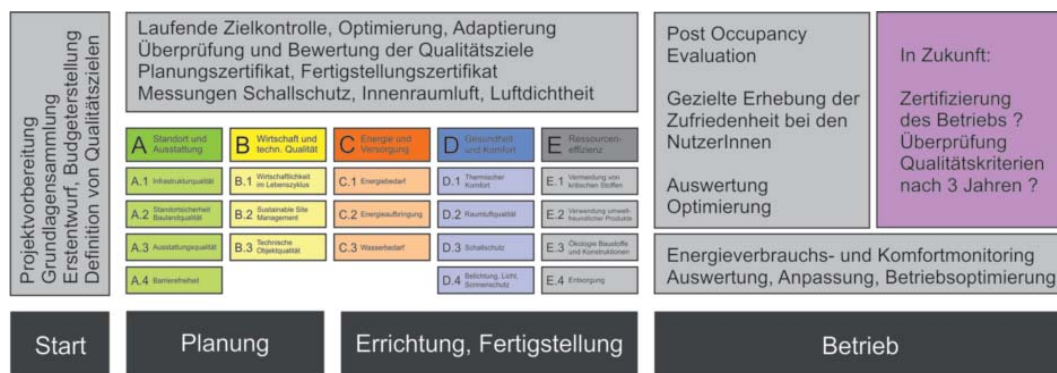 Projektvorbereitung
Grundlagensammlung
Erstentwurf, Budgeterstellung
Definition von Qualitätszielen
Laufende Zielkontrolle, Optimierung, Adaptierung
Überprüfung und Bewertung der Qualitätsziele
Planungszertifikat, Fertigstellungszertifikat
Messungen Schallschutz, Innenraumluft, Luftdichtheit
A Standort und
Ausstattung
A.1 Infrastrukturqualität
A.2 Standortsicherheit
Baulandqualität
A.3 Ausstattungsqualität
A.4 Barrierefreiheit
B Wirtschaft und
techn. Qualität
B.1 Wirtschaftlichkeit
im Lebenszyklus
B.2 Sustainable Site
Management
B.3 Technische
Objektqualität
C Energie und
Versorgung
C.1 Energiebedarf
C.2 Energieaufbringung
C.3 Wasserbedarf
D Gesundheit
und Komfort
D.1 Thermischer
Komfort
D.2 Raumluftqualität
D.3 Schallschutz
D.4 Belichtung, Licht,
Sonnenschutz
E Ressourcen-
effizienz
E.1 Vermeidung von
kritischen Stoffen
E.2 Verwendung umwelt-
freundlicher Produkte
E.3 Ökologie Baustoffe
und Konstruktionen
E.4 Entsorgung
Post Occupancy
Evaluation
Gezielte Erhebung der
Zufriedenheit bei den
NutzerInnen
Auswertung
Optimierung
In Zukunft:
Zertifizierung
des Betriebs ?
Überprüfung
Qualitätskriterien
nach 3 Jahren ?
Energieverbrauchs- und Komfortmonitoring
Auswertung, Anpassung, Betriebsoptimierung
Start
Planung
Errichtung, Fertigstellung
Betrieb